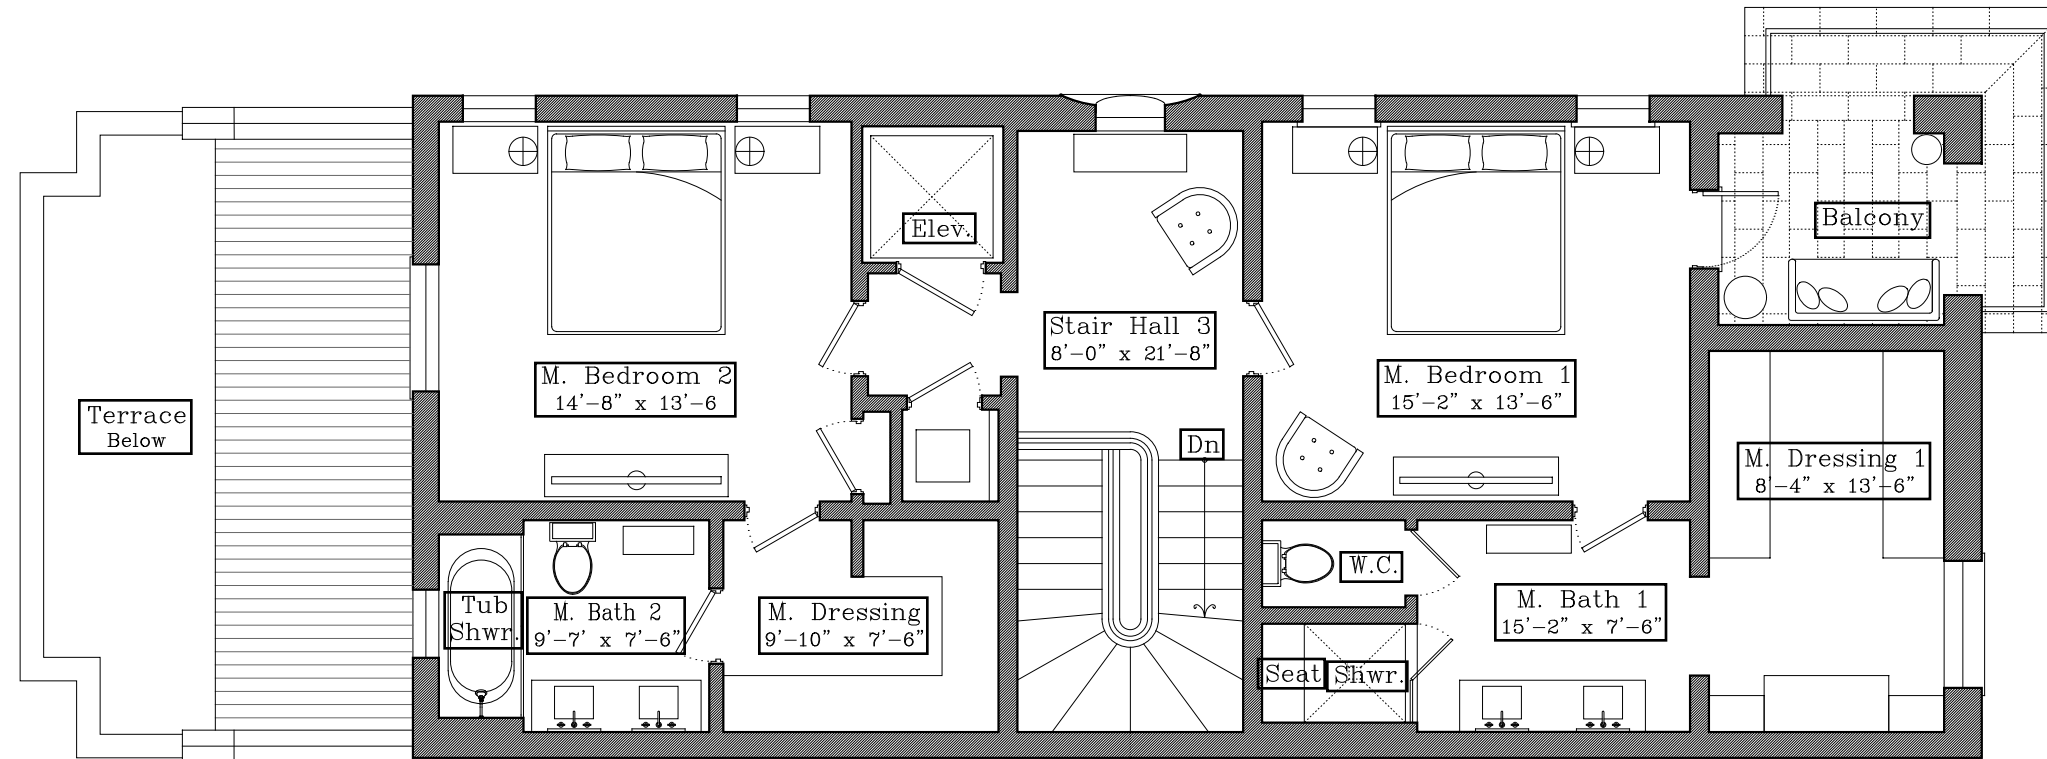 Elev.
Balcony
Stair Hall 3
8'-0" x 21'-8"
M. Bedroom 2
14'-8" x 13'-6
M. Bedroom 1
15'-2" x 13'-6"
Terrace
Below
Dn
M. Dressing 1
8'-4" x 13'-6"
W.C.
Tub
Shwr.
M. Bath 2
9'-7' x 7'-6"
M. Dressing
9'-10" x 7'-6"
M. Bath 1
15'-2" x 7'-6"
Seat
Shwr.